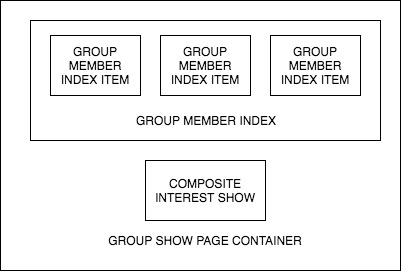 GROUP
MEMBER
INDEX ITEM
GROUP
MEMBER
INDEX ITEM
GROUP
MEMBER
INDEX ITEM
GROUP MEMBER INDEX
COMPOSITE
INTEREST SHOW
GROUP SHOW PAGE CONTAINER